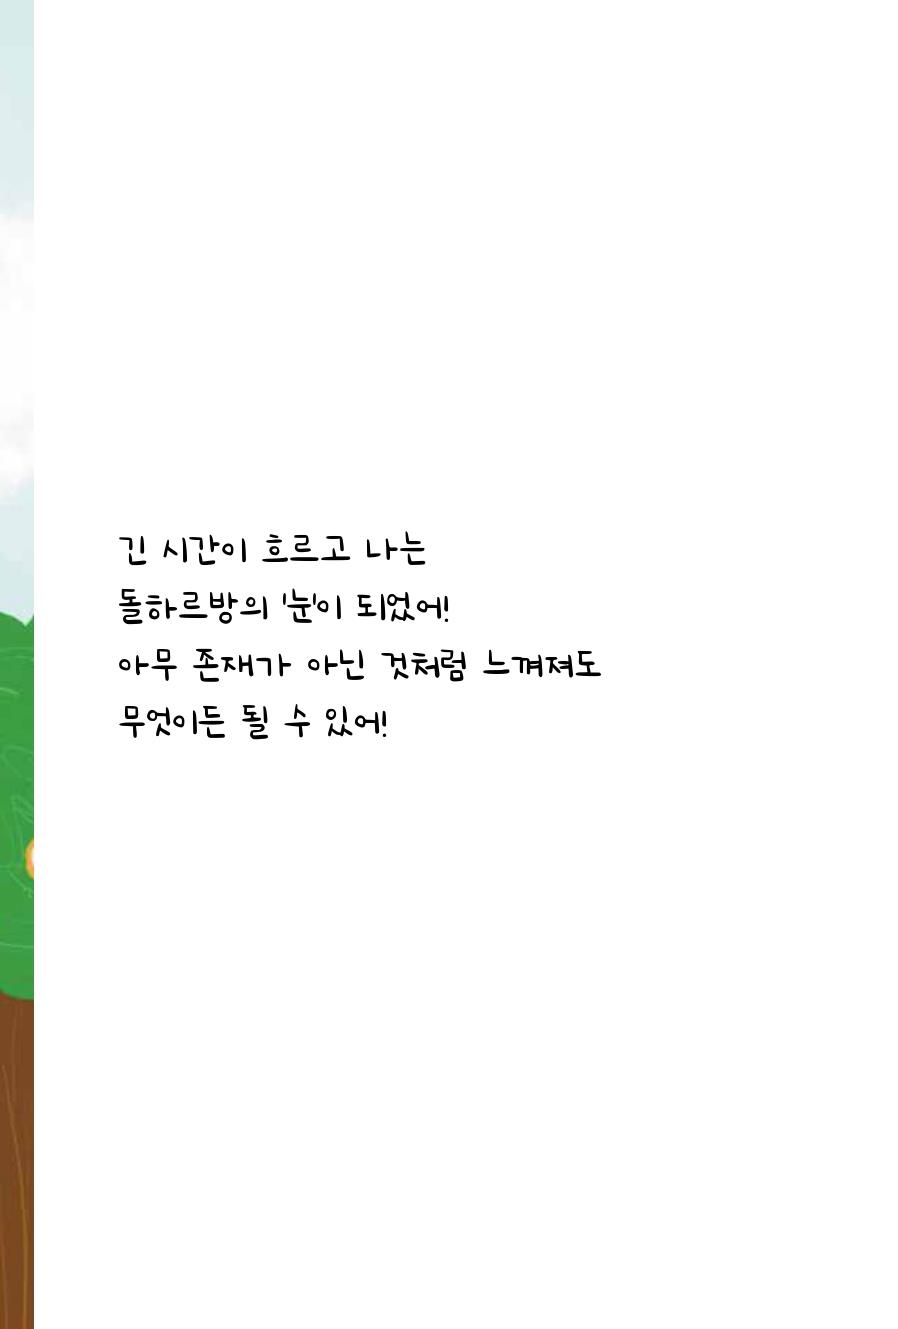 긴 시간이 흐르고 나는
돌하르방의 '눈'이 되었어!
아무 존재가 아닌 것처럼 느껴져도
무엇이든 될 수 있어!